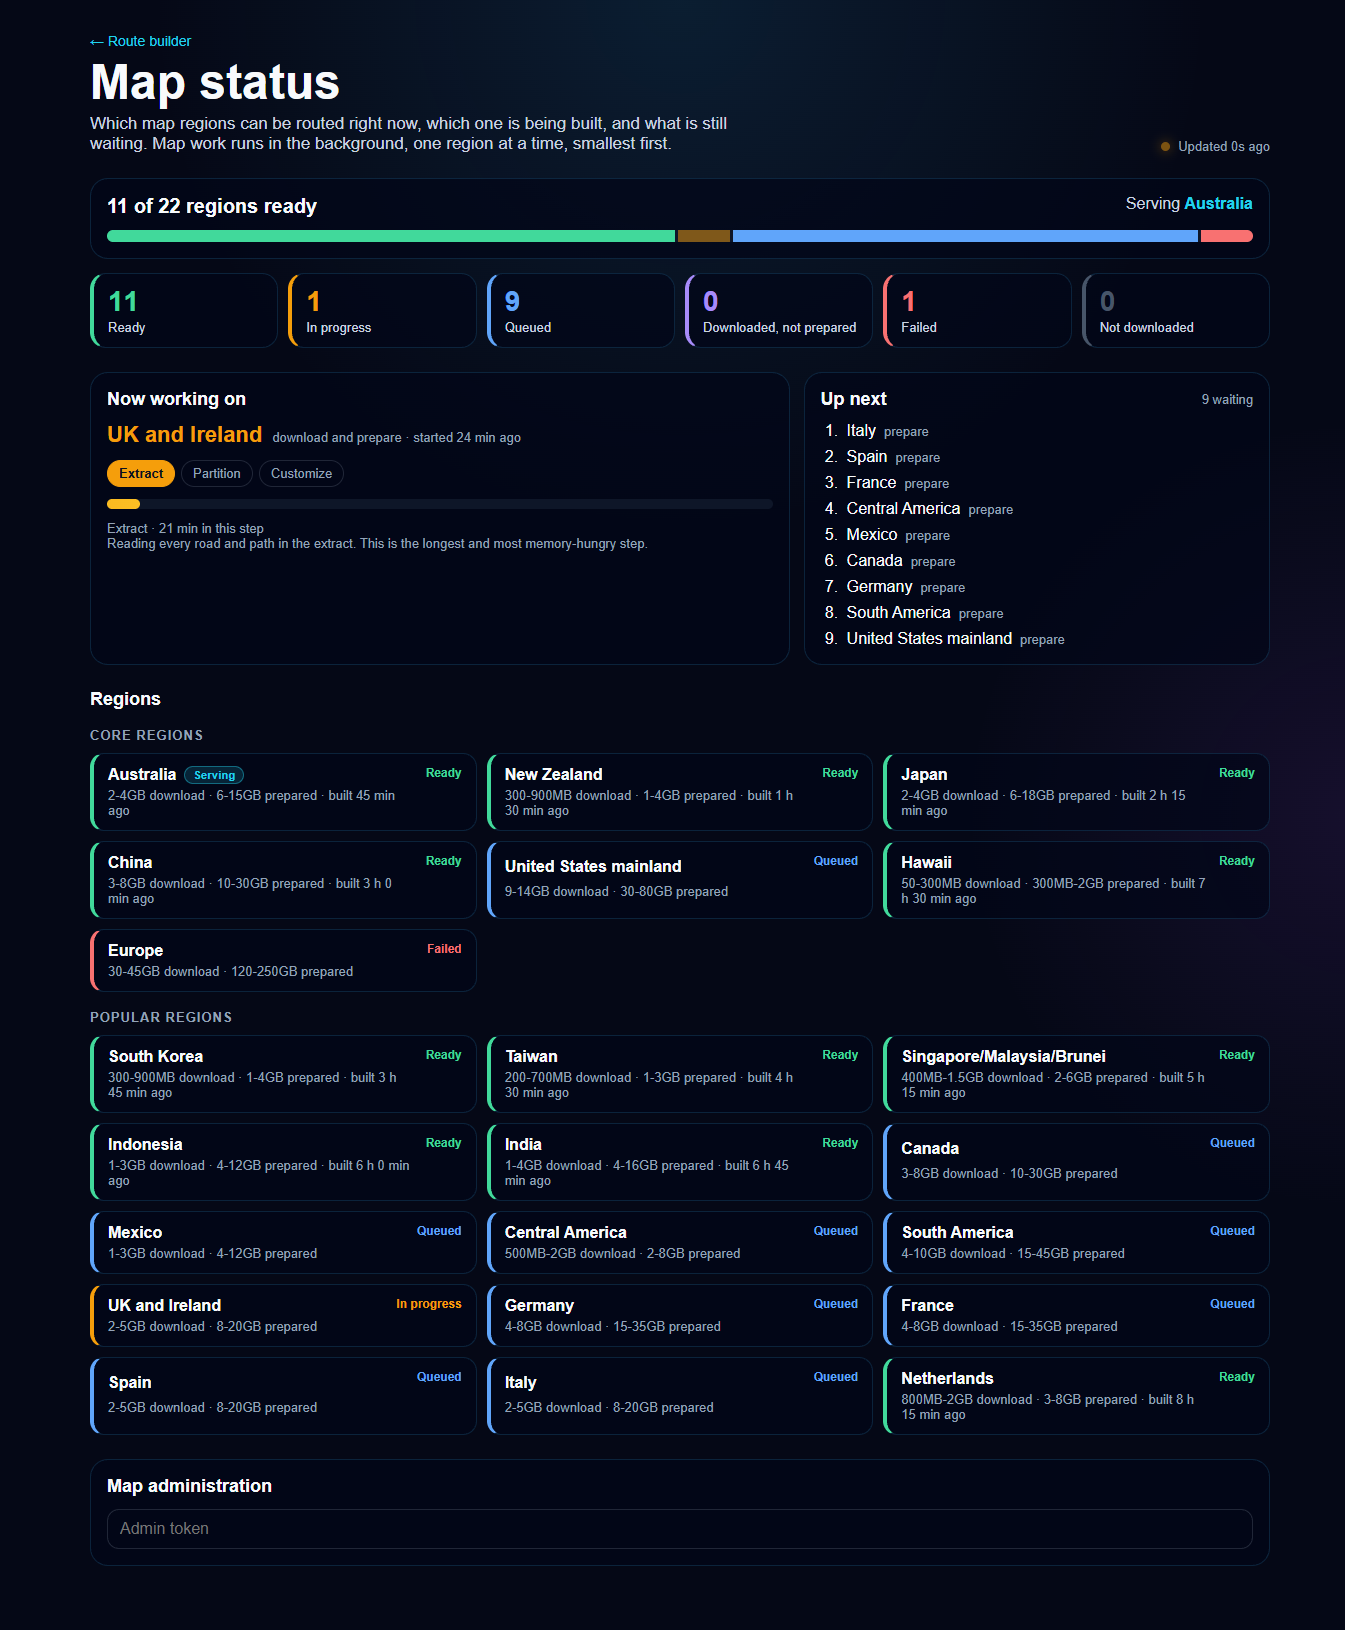 ← Route builder
Map status
Which map regions can be routed right now, which one is being built, and what is still
waiting. Map work runs in the background, one region at a time, smallest first.
Updated 0s ago
11 of 22 regions ready
Serving Australia
11
Ready
1
In progress
9
Queued
0
Downloaded, not prepared
1
Failed
0
Not downloaded
Now working on
UK and Ireland download and prepare · started 24 min ago
Extract
Partition
Customize
Extract · 21 min in this step
Reading every road and path in the extract. This is the longest and most memory-hungry step.
Up next
9 waiting
1. Italy prepare
2. Spain prepare
3. France prepare
4. Central America prepare
5. Mexico prepare
6. Canada prepare
7. Germany prepare
8. South America prepare
9. United States mainland prepare
Regions
CORE REGIONS
Australia Serving
Ready
2-4GB download · 6-15GB prepared · built 45 min
ago
New Zealand
Ready
300-900MB download · 1-4GB prepared · built 1 h
30 min ago
Japan
Ready
2-4GB download · 6-18GB prepared · built 2 h 15
min ago
China
Ready
3-8GB download · 10-30GB prepared · built 3 h 0
min ago
United States mainland
Queued
9-14GB download · 30-80GB prepared
Hawaii
Ready
50-300MB download · 300MB-2GB prepared · built 7
h 30 min ago
Europe
Failed
30-45GB download · 120-250GB prepared
POPULAR REGIONS
South Korea
Ready
300-900MB download · 1-4GB prepared · built 3 h
45 min ago
Taiwan
Ready
200-700MB download · 1-3GB prepared · built 4 h
30 min ago
Singapore/Malaysia/Brunei
Ready
400MB-1.5GB download · 2-6GB prepared · built 5 h
15 min ago
Indonesia
Ready
1-3GB download · 4-12GB prepared · built 6 h 0 min
ago
India
Ready
1-4GB download · 4-16GB prepared · built 6 h 45
min ago
Canada
Queued
3-8GB download · 10-30GB prepared
Mexico
Queued
1-3GB download · 4-12GB prepared
Central America
Queued
500MB-2GB download · 2-8GB prepared
South America
Queued
4-10GB download · 15-45GB prepared
UK and Ireland
In progress
2-5GB download · 8-20GB prepared
Germany
Queued
4-8GB download · 15-35GB prepared
France
Queued
4-8GB download · 15-35GB prepared
Spain
Queued
2-5GB download · 8-20GB prepared
Italy
Queued
2-5GB download · 8-20GB prepared
Netherlands
Ready
800MB-2GB download · 3-8GB prepared · built 8 h
15 min ago
Map administration
Admin token